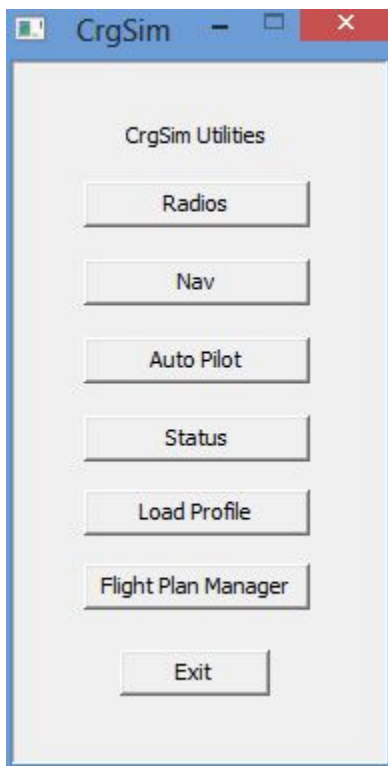 CrgSim
CrgSim Utilities
Radios
Nav
Auto Pilot
Status
Load Profile
Flight Plan Manager
Exit